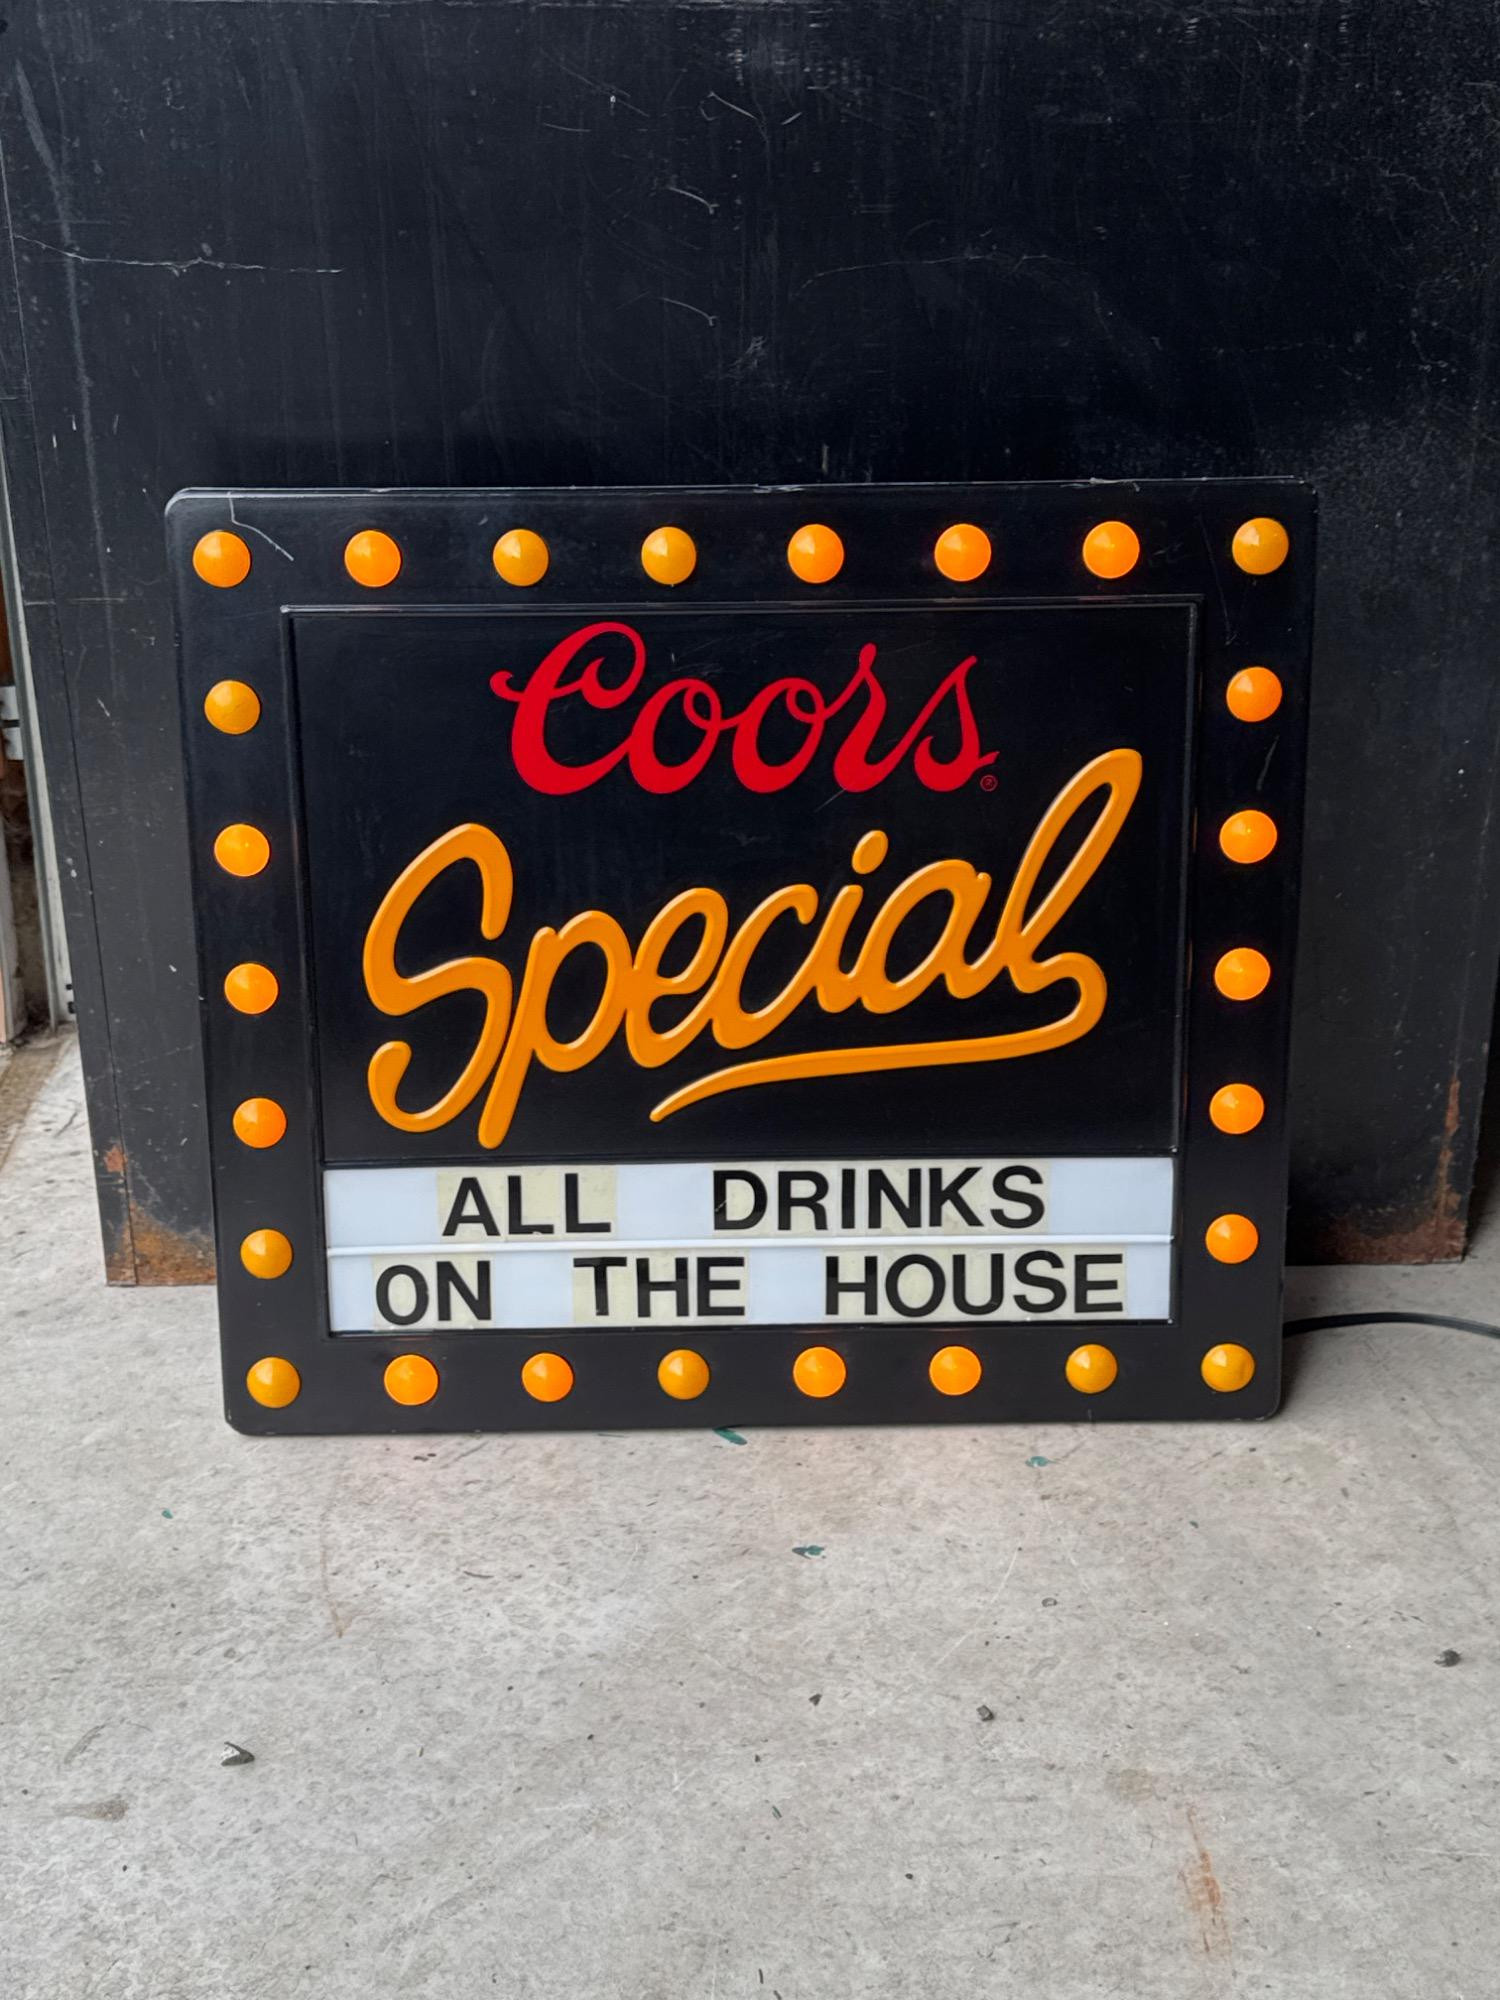 Coors®
Special
ALL DRINKS
ON THE HOUSE